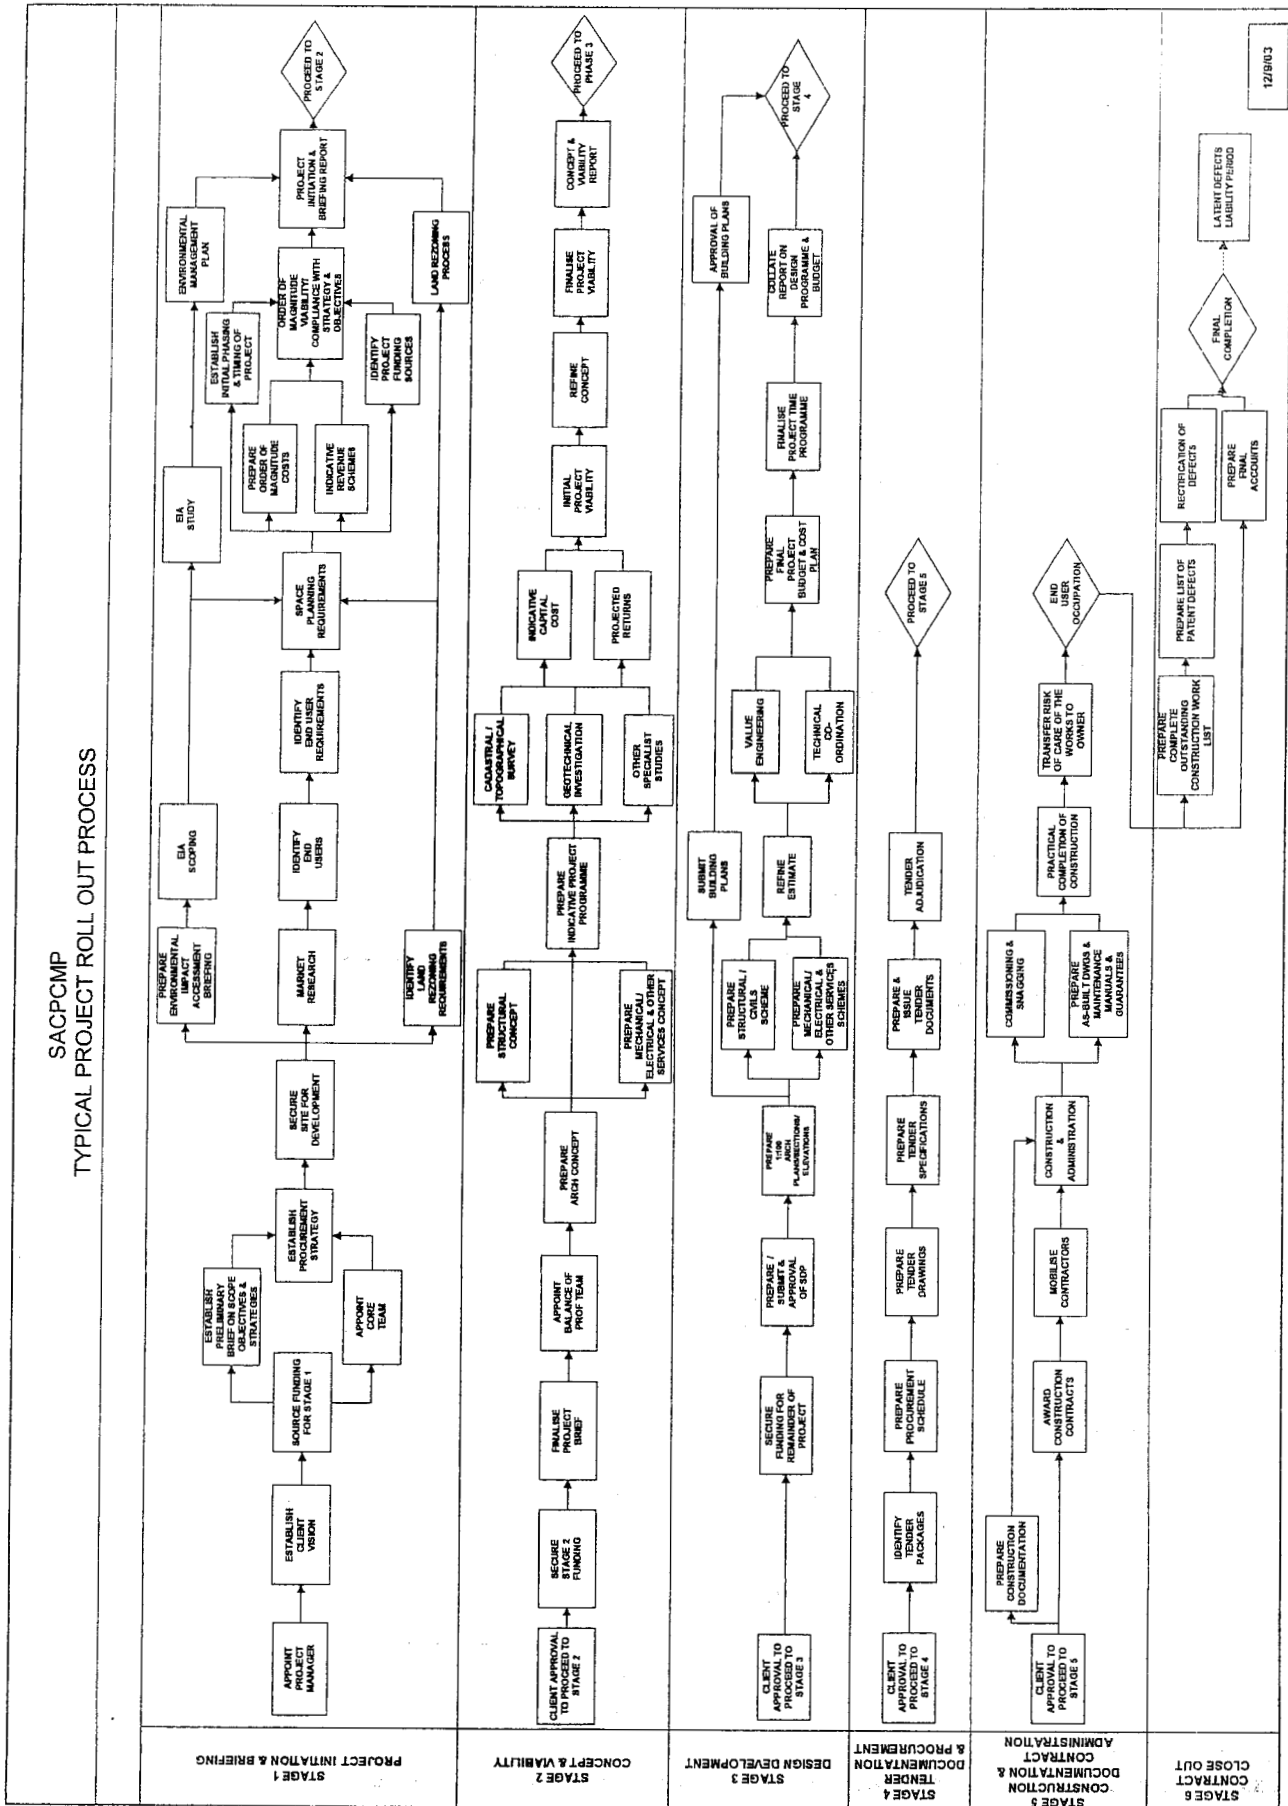 SACPCMP
TYPICAL PROJECT ROLL OUT PROCESS
STAGE 1
PROJECT INITIATION & BRIEFING
APPOINT
PROJECT
MANAGER
ESTABLISH
CLIENT
VISION
SOURCE FUNDING
FOR STAGE 1
ESTABLISH
PRELIMINARY
BRIEF ON SCOPE
OBJECTIVES &
STRATEGIES
APPOINT
CORE
TEAM
ESTABLISH
PROCUREMENT
STRATEGY
SECURE
SITE FOR
DEVELOPMENT
PREPARE
ENVIRONMENTAL
IMPACT
ACCESSMENT
BRIEFING
MARKET
RESEARCH
IDENTIFY
LAND
REZONING
REQUIREMENTS
EIA
SCOPING
IDENTIFY
END
USERS
IDENTIFY
END USER
REQUIREMENTS
SPACE
PLANNING
REQUIREMENTS
EIA
STUDY
PREPARE
ORDER OF
MAGNITUDE
COSTS
INDICATIVE
REVENUE
SCHEMES
ESTABLISH
INITIAL PHASING
& TIMING OF
PROJECT
ORDER OF
MAGNITUDE
VIABILITY/
COMPLIANCE WITH
STRATEGY &
OBJECTIVES
IDENTIFY
PROJECT
FUNDING
SOURCES
ENVIRONMENTAL
MANAGEMENT
PLAN
PROJECT
INITIATION &
BRIEFING REPORT
LAND REZONING
PROCESS
PROCEED TO
STAGE 2
STAGE 2
CONCEPT & VIABILITY
CLIENT APPROVAL
TO PROCEED TO
STAGE 2
SECURE
STAGE 2
FUNDING
FINALISE
PROJECT
BRIEF
APPOINT
BALANCE OF
PROF TEAM
PREPARE
ARCH CONCEPT
PREPARE
STRUCTURAL
CONCEPT
PREPARE
MECHANICAL/
ELECTRICAL & OTHER
SERVICES CONCEPT
PREPARE
INDICATIVE PROJECT
PROGRAMME
CADASTRAL /
TOPOGRAPHICAL
SURVEY
GEOTECHNICAL
INVESTIGATION
OTHER
SPECIALIST
STUDIES
INDICATIVE
CAPITAL
COST
PROJECTED
RETURNS
INITIAL
PROJECT
VIABILITY
REFINE
CONCEPT
FINALISE
PROJECT
VIABILITY
CONCEPT &
VIABILITY
REPORT
PROCEED TO
PHASE 3
STAGE 3
DESIGN DEVELOPMENT
CLIENT
APPROVAL TO
PROCEED TO
STAGE 3
SECURE
FUNDING FOR
REMAINDER OF
PROJECT
PREPARE /
SUBMIT &
APPROVAL
OF SDP
PREPARE
1:100
ARCH
PLANS/SECTIONS/
ELEVATIONS
SUBMIT
BUILDING
PLANS
PREPARE
STRUCTURAL /
CIVILS
SCHEME
PREPARE
MECHANICAL/
ELECTRICAL &
OTHER SERVICES
SCHEMES
REFINE
ESTIMATE
VALUE
ENGINEERING
TECHNICAL
CO-
ORDINATION
PREPARE
FINAL
PROJECT
BUDGET & COST
PLAN
FINALISE
PROJECT TIME
PROGRAMME
COLLATE
REPORT ON
DESIGN
PROGRAMME &
BUDGET
APPROVAL OF
BUILDING PLANS
PROCEED TO
STAGE
4
STAGE 4
TENDER
DOCUMENTATION
& PROCUREMENT
CLIENT
APPROVAL TO
PROCEED TO
STAGE 4
IDENTIFY
TENDER
PACKAGES
PREPARE
PROCUREMENT
SCHEDULE
PREPARE
TENDER
DRAWINGS
PREPARE
TENDER
SPECIFICATIONS
PREPARE &
ISSUE
TENDER
DOCUMENTS
TENDER
ADJUDICATION
PROCEED TO
STAGE 5
STAGE 5
CONSTRUCTION
DOCUMENTATION &
CONTRACT
ADMINISTRATION
CLIENT
APPROVAL TO
PROCEED TO
STAGE 5
PREPARE
CONSTRUCTION
DOCUMENTATION
AWARD
CONSTRUCTION
CONTRACTS
MOBILISE
CONTRACTORS
CONSTRUCTION
&
ADMINISTRATION
COMMISSIONING &
SNAGGING
PREPARE
AS-BUILT DWGS &
MAINTENANCE
MANUALS &
GUARANTEES
PRACTICAL
COMPLETION OF
CONSTRUCTION
TRANSFER RISK
OF CARE OF THE
WORKS TO
OWNER
END
USER
OCCUPATION
STAGE 6
CONTRACT
CLOSE OUT
PREPARE
COMPLETE
OUTSTANDING
CONSTRUCTION WORK
LIST
PREPARE LIST OF
PATENT DEFECTS
RECTIFICATION OF
DEFECTS
PREPARE
FINAL
ACCOUNTS
FINAL
COMPLETION
LATENT DEFECTS
LIABILITY PERIOD
12/9/03